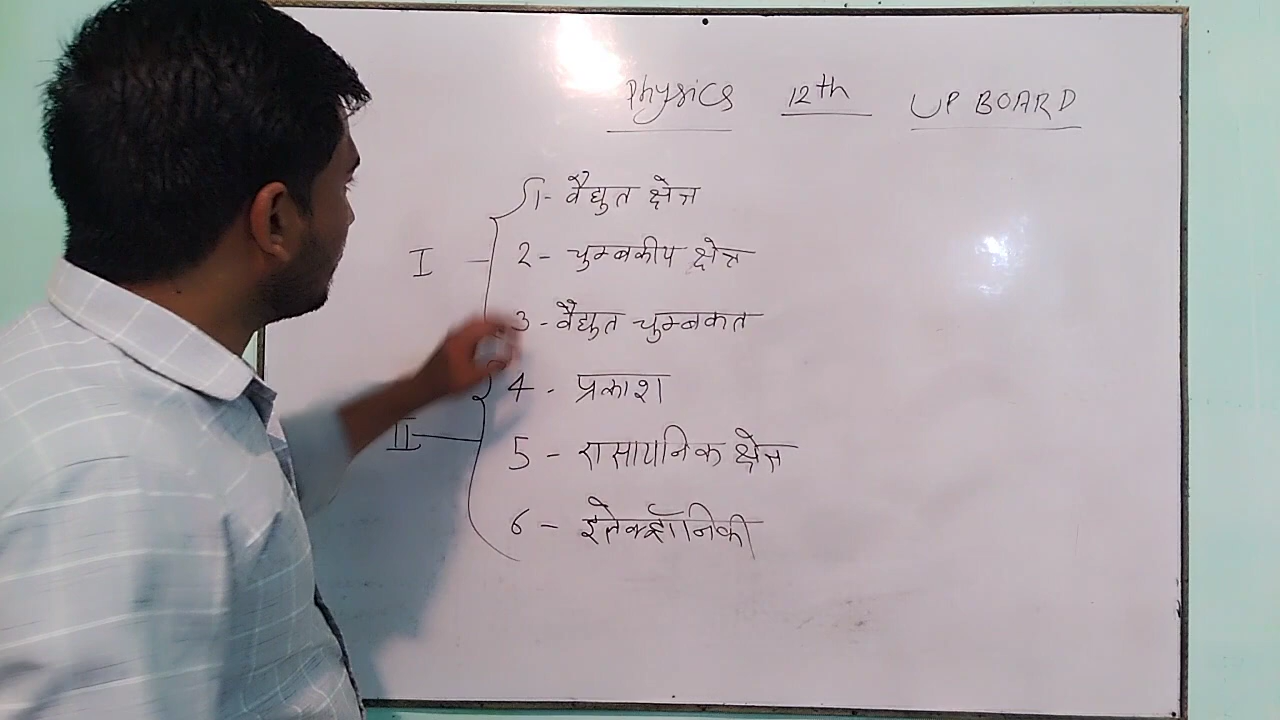 Physics 12th UP BOARD
1- वैद्युत क्षेत्र
I
2- चुम्बकीय क्षेत्र
3- वैद्युत चुम्बकत
4 - प्रकाश
II
5 - रासायनिक क्षेत्र
6 - इलेक्ट्रॉनिकी